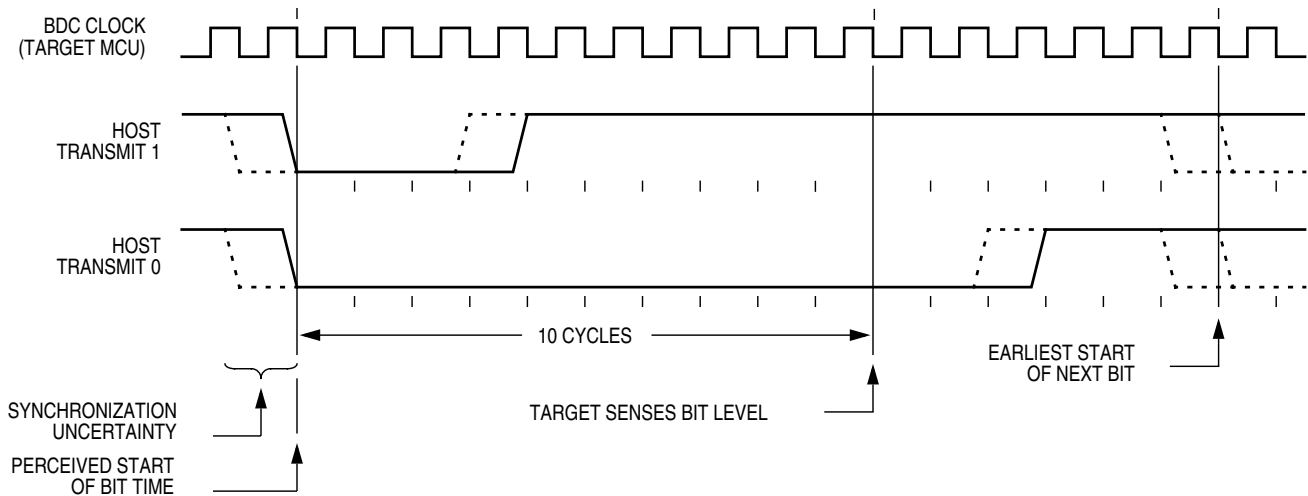 BDC CLOCK
(TARGET MCU)
HOST
TRANSMIT 1
HOST
TRANSMIT 0
10 CYCLES
EARLIEST START
OF NEXT BIT
TARGET SENSES BIT LEVEL
SYNCHRONIZATION
UNCERTAINTY
PERCEIVED START
OF BIT TIME